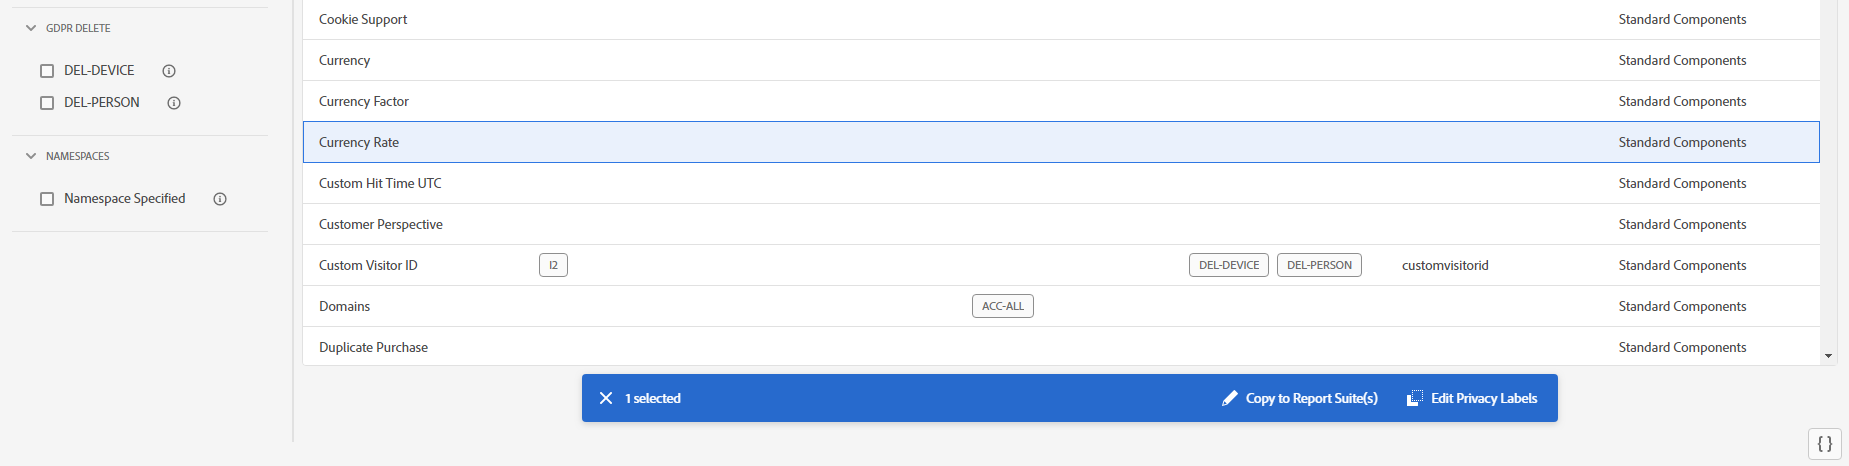 GDPR DELETE
DEL-DEVICE
DEL-PERSON
NAMESPACES
Namespace Specified
Cookie Support Standard Components
Currency Standard Components
Currency Factor Standard Components
Currency Rate Standard Components
Custom Hit Time UTC Standard Components
Customer Perspective Standard Components
Custom Visitor ID I2 DEL-DEVICE DEL-PERSON customvisitorid Standard Components
Domains ACC-ALL Standard Components
Duplicate Purchase Standard Components
1 selected Copy to Report Suite(s) Edit Privacy Labels
{ }